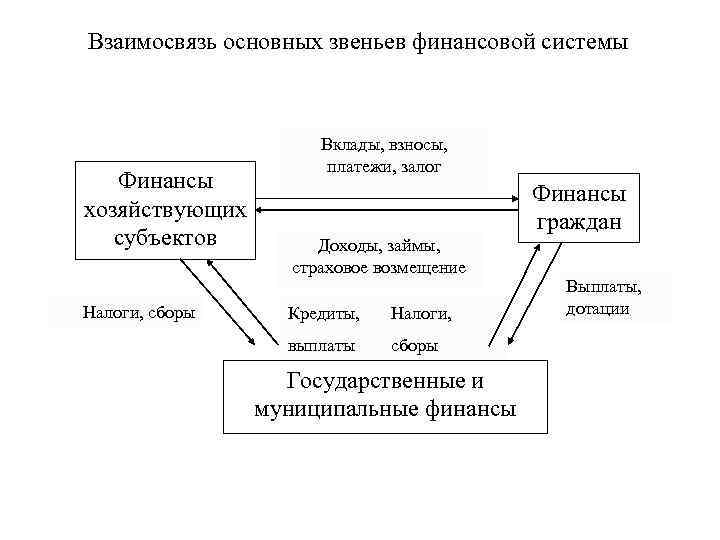 Взаимосвязь основных звеньев финансовой системы
Вклады, взносы,
платежи, залог
Финансы
хозяйствующих
субъектов
Финансы
граждан
Доходы, займы,
страховое возмещение
Выплаты,
дотации
Налоги, сборы
Кредиты,
выплаты
Налоги,
сборы
Государственные и
муниципальные финансы